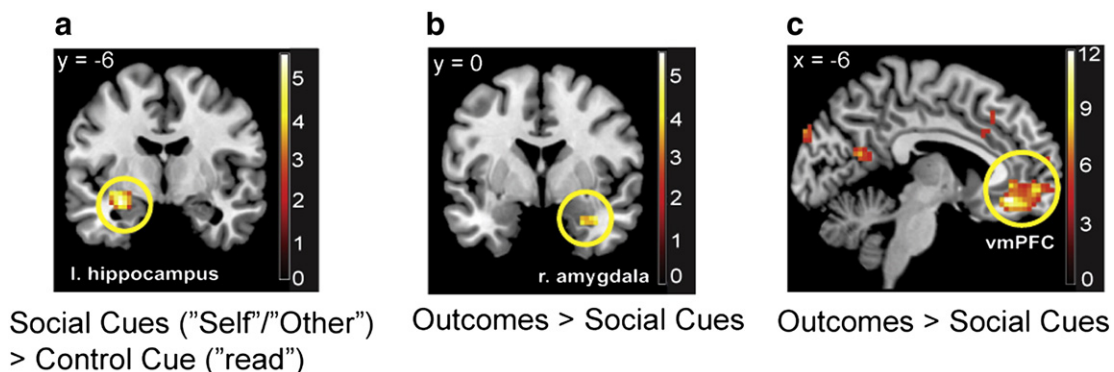 a
y = -6
5
4
3
2
1
0
l. hippocampus
Social Cues ("Self"/"Other")
> Control Cue ("read")
b
y = 0
5
4
3
2
1
0
r. amygdala
Outcomes > Social Cues
c
x = -6
12
9
6
3
0
vmPFC
Outcomes > Social Cues